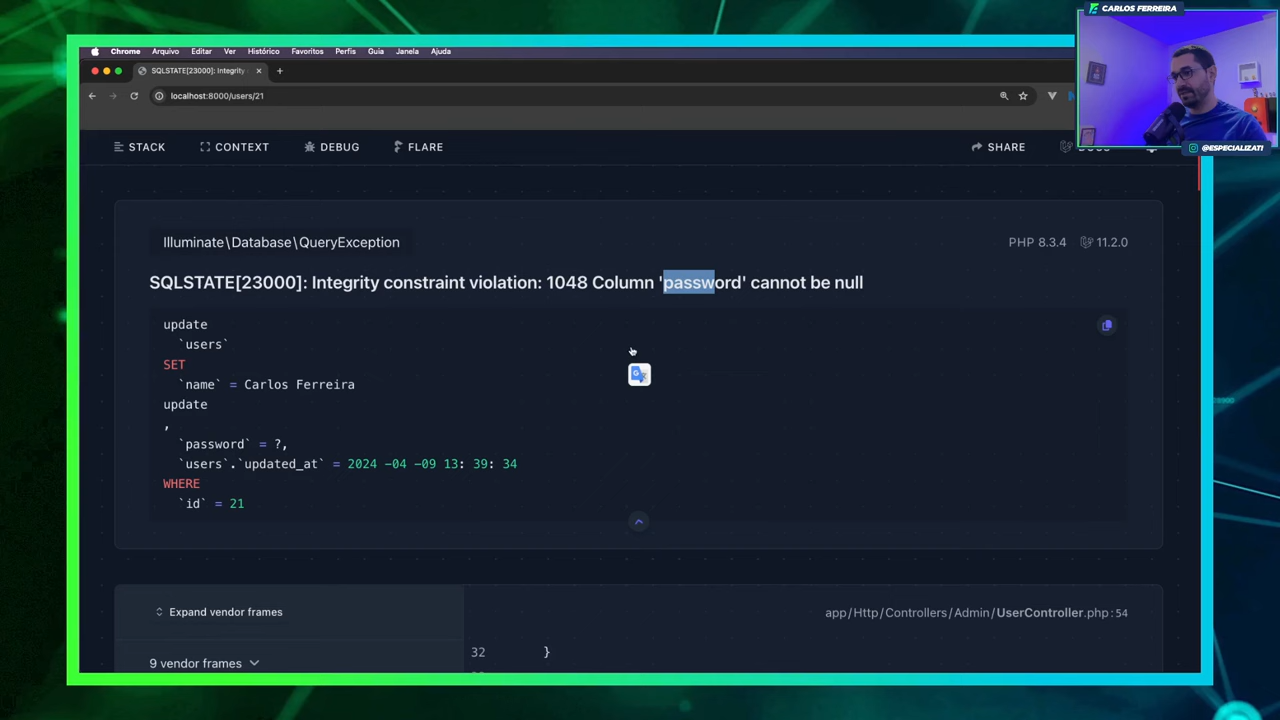 CARLOS FERREIRA
Chrome Arquivo Editar Ver Histórico Favoritos Perfis Guia Janela Ajuda
SQLSTATE[23000]: Integrity
localhost:8000/users/21
STACK CONTEXT DEBUG FLARE SHARE
@ESPECIALIZATI
Illuminate\Database\QueryException PHP 8.3.4 11.2.0
SQLSTATE[23000]: Integrity constraint violation: 1048 Column 'password' cannot be null
update
`users`
SET
`name` = Carlos Ferreira
update
,
`password` = ?,
`users`.`updated_at` = 2024 -04 -09 13: 39: 34
WHERE
`id` = 21
Expand vendor frames app/Http/Controllers/Admin/UserController.php:54
32 }
9 vendor frames